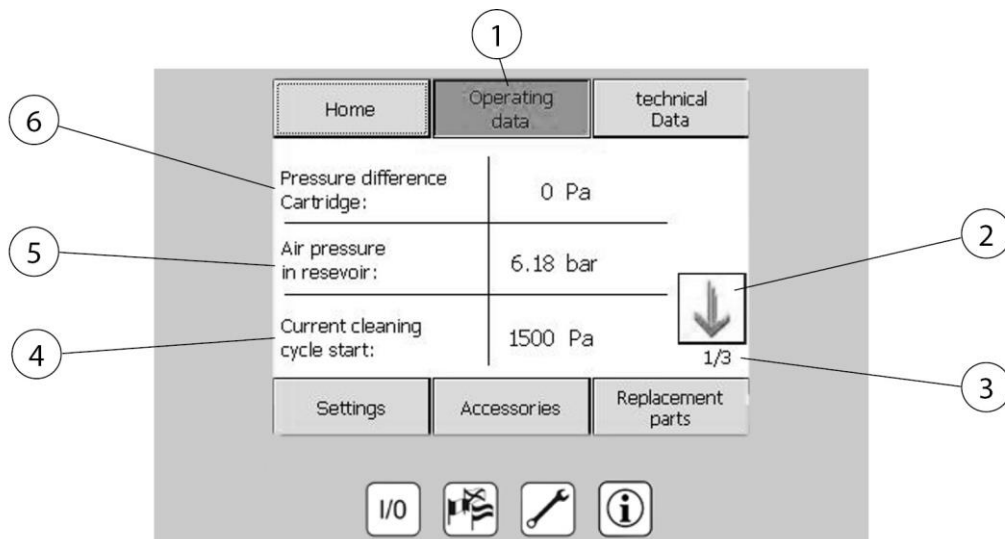 1
Home
Operating
data
technical
Data
6
Pressure difference
Cartridge:
0 Pa
5
Air pressure
in resevoir:
6.18 bar
2
4
Current cleaning
cycle start:
1500 Pa
1/3
3
Settings
Accessories
Replacement
parts
I/0
i